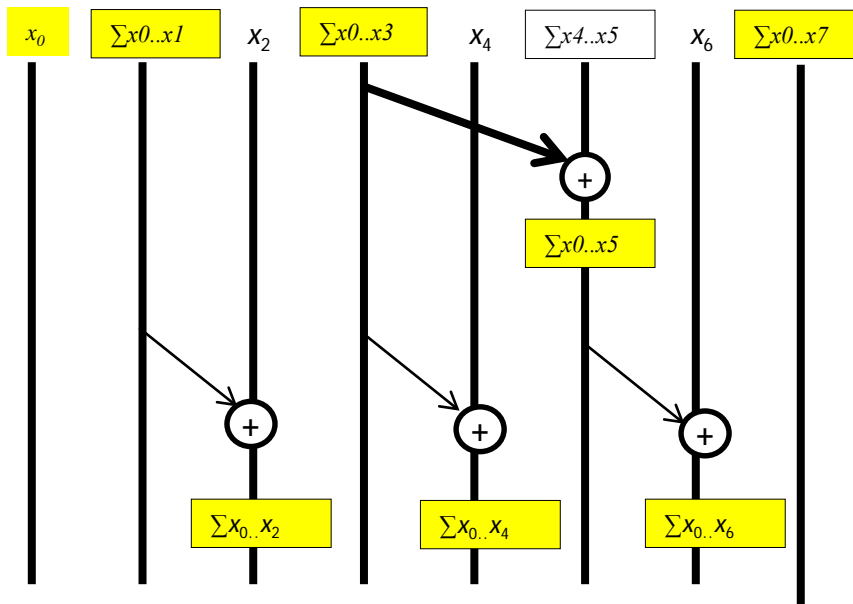 x₀ ∑x0..x1 x₂ ∑x0..x3 x₄ ∑x4..x5 x₆ ∑x0..x7
+
∑x0..x5
+ + +
∑x₀..x₂ ∑x₀..x₄ ∑x₀..x₆